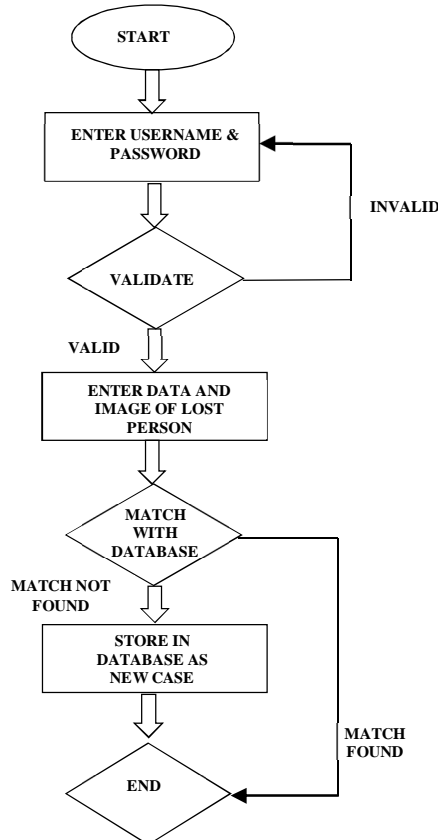 START
ENTER USERNAME &
PASSWORD
INVALID
VALIDATE
VALID
ENTER DATA AND
IMAGE OF LOST
PERSON
MATCH
WITH
DATABASE
MATCH NOT
FOUND
STORE IN
DATABASE AS
NEW CASE
MATCH
FOUND
END